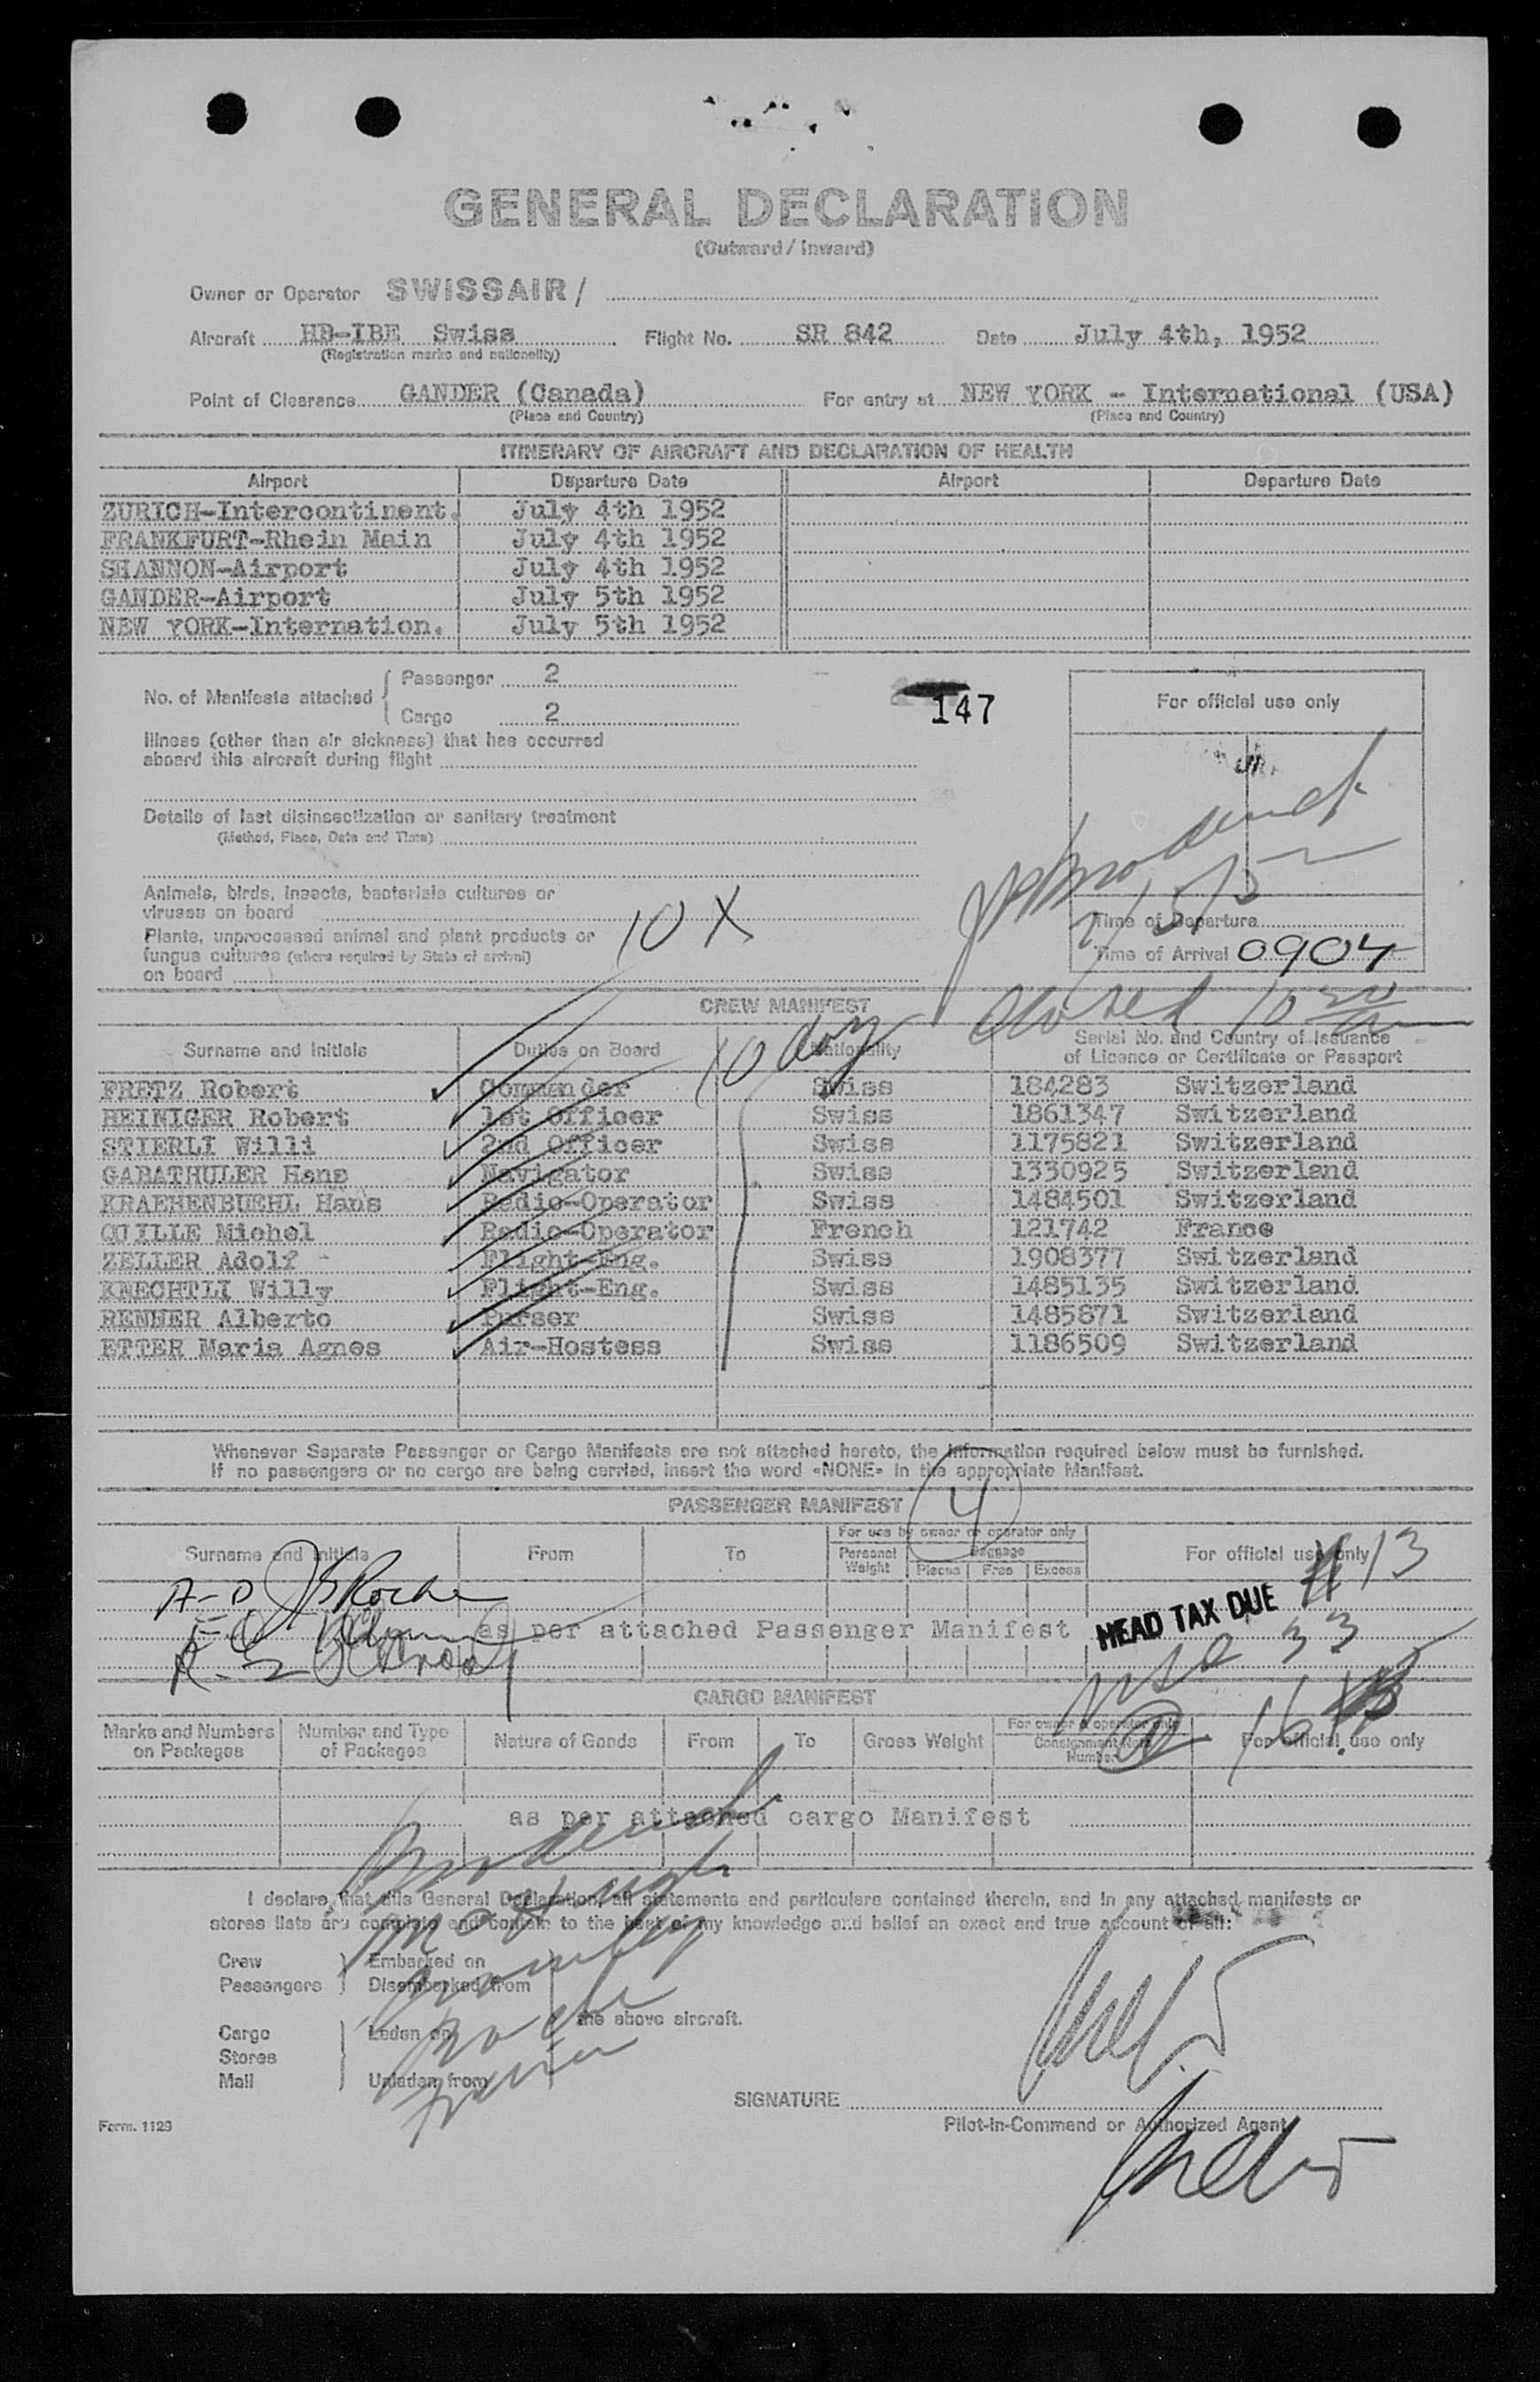 GENERAL DECLARATION
(Outward / Inward)
Owner or Operator SWISSAIR /
Aircraft HB-IBE Swiss Flight No. SR 842 Date July 4th, 1952
(Registration marks and nationality)
Point of Clearance GANDER (Canada) For entry at NEW YORK - International (USA)
(Place and Country) (Place and Country)
ITINERARY OF AIRCRAFT AND DECLARATION OF HEALTH
Airport Departure Date Airport Departure Date
ZURICH-Intercontinent. July 4th 1952
FRANKFURT-Rhein Main July 4th 1952
SHANNON-Airport July 4th 1952
GANDER-Airport July 5th 1952
NEW YORK-Internation. July 5th 1952
No. of Manifests attached
Passenger 2
Cargo 2
147
For official use only
Illness (other than air sickness) that has occurred
aboard this aircraft during flight
Details of last disinsectization or sanitary treatment
(Method, Place, Date and Time)
Animals, birds, insects, bacterials cultures or
viruses on board
10 X
Plants, unprocessed animal and plant products or
fungus cultures (where required by State of arrival)
on board
Time of Departure
Time of Arrival 0904
closed 10 20
CREW MANIFEST
10 day
Surname and Initials Duties on Board Nationality Serial No. and Country of Issuance
of Licence or Certificate or Passport
FRETZ Robert Commander Swiss 184283 Switzerland
HEINIGER Robert 1st Officer Swiss 1861347 Switzerland
STIERLI Willi 2nd Officer Swiss 1175821 Switzerland
GABATHULER Hans Navigator Swiss 1330925 Switzerland
KRAEHENBUEHL Hans Radio-Operator Swiss 1484501 Switzerland
QUILLE Michel Radio-Operator French 121742 France
ZELLER Adolf Flight-Eng. Swiss 1908377 Switzerland
KNECHTLI Willy Flight-Eng. Swiss 1485135 Switzerland
RENNER Alberto Purser Swiss 1485871 Switzerland
ETTER Maria Agnes Air-Hostess Swiss 1186509 Switzerland
Whenever Separate Passenger or Cargo Manifests are not attached hereto, the information required below must be furnished.
If no passengers or no cargo are being carried, insert the word «NONE» in the appropriate Manifest.
PASSENGER MANIFEST
4
Surname and Initials From To For use by owner or operator only For official use only
Personal Weight Baggage
Pieces Free Excess
13
Roche
HEAD TAX DUE
as per attached Passenger Manifest
33
CARGO MANIFEST
Marks and Numbers on Packages Number and Type of Packages Nature of Goods From To Gross Weight For owner or operator only
Consignment Note Number For official use only
as per attached cargo Manifest
I declare that this General Declaration, all statements and particulars contained therein, and in any attached manifests or
stores lists are complete and contain to the best of my knowledge and belief an exact and true account of all:
Crew
Passengers
Embarked on
Disembarked from
the above aircraft.
Cargo
Stores
Mail
Laden on
Unladen from
SIGNATURE
Pilot-in-Command or Authorized Agent
Form. 1129